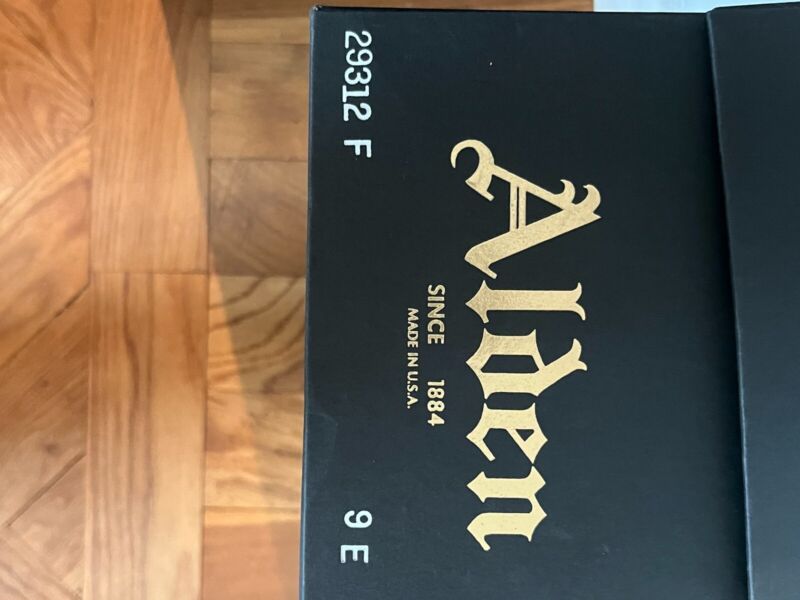 Alden
SINCE 1884
MADE IN U.S.A.
29312 F
9 E